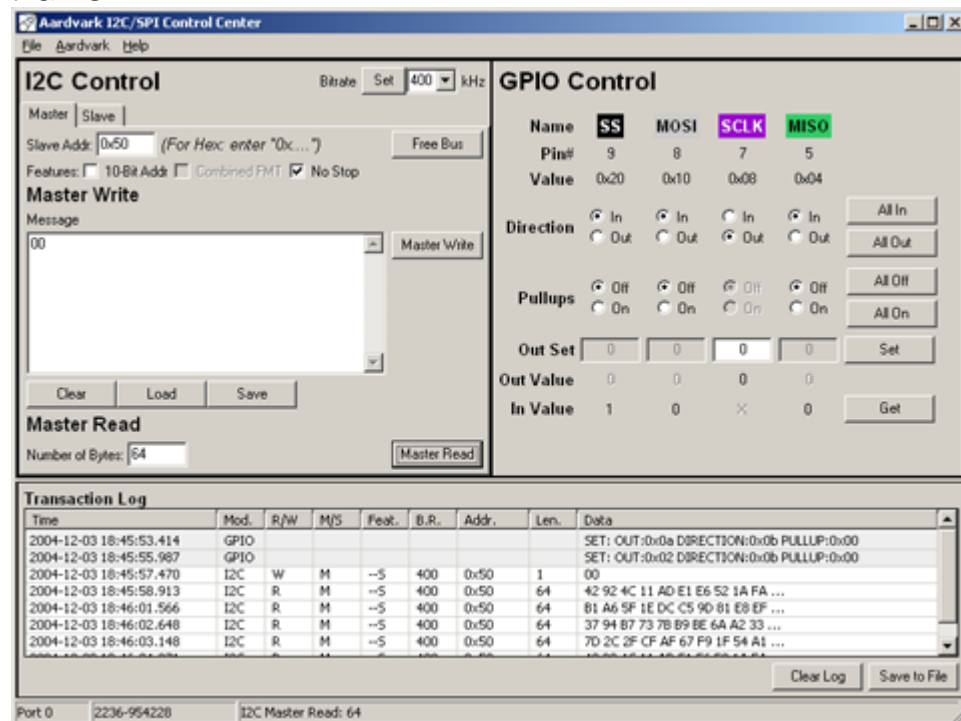 Aardvark I2C/SPI Control Center
File Aardvark Help
I2C Control
Bitrate Set 400 kHz
Master Slave
Slave Addr: 0x50 (For Hex: enter "0x...") Free Bus
Features: 10-Bit Addr Combined FMT No Stop
Master Write
Message
00
Master Write
Clear Load Save
Master Read
Number of Bytes: 64 Master Read
GPIO Control
Name SS MOSI SCLK MISO
Pin# 9 8 7 5
Value 0x20 0x10 0x08 0x04
Direction
In In In In All In
Out Out Out Out All Out
Pullups
Off Off Off Off All Off
On On On On All On
Out Set 0 0 0 0 Set
Out Value 0 0 0 0
In Value 1 0 X 0 Get
Transaction Log
Time Mod. R/W M/S Feat. B.R. Addr. Len. Data
2004-12-03 18:45:53.414 GPIO SET: OUT:0x0a DIRECTION:0x0b PULLUP:0x00
2004-12-03 18:45:55.987 GPIO SET: OUT:0x02 DIRECTION:0x0b PULLUP:0x00
2004-12-03 18:45:57.470 I2C W M --S 400 0x50 1 00
2004-12-03 18:45:58.913 I2C R M --S 400 0x50 64 42 92 4C 11 AD E1 E6 52 1A FA ...
2004-12-03 18:46:01.566 I2C R M --S 400 0x50 64 81 A6 5F 1E DC C5 9D 81 E8 EF ...
2004-12-03 18:46:02.648 I2C R M --S 400 0x50 64 37 94 B7 73 7B B9 BE 6A A2 33 ...
2004-12-03 18:46:03.148 I2C R M --S 400 0x50 64 7D 2C 2F CF AF 67 F9 1F 54 A1 ...
Clear Log Save to File
Port 0 2236-954228 I2C Master Read: 64